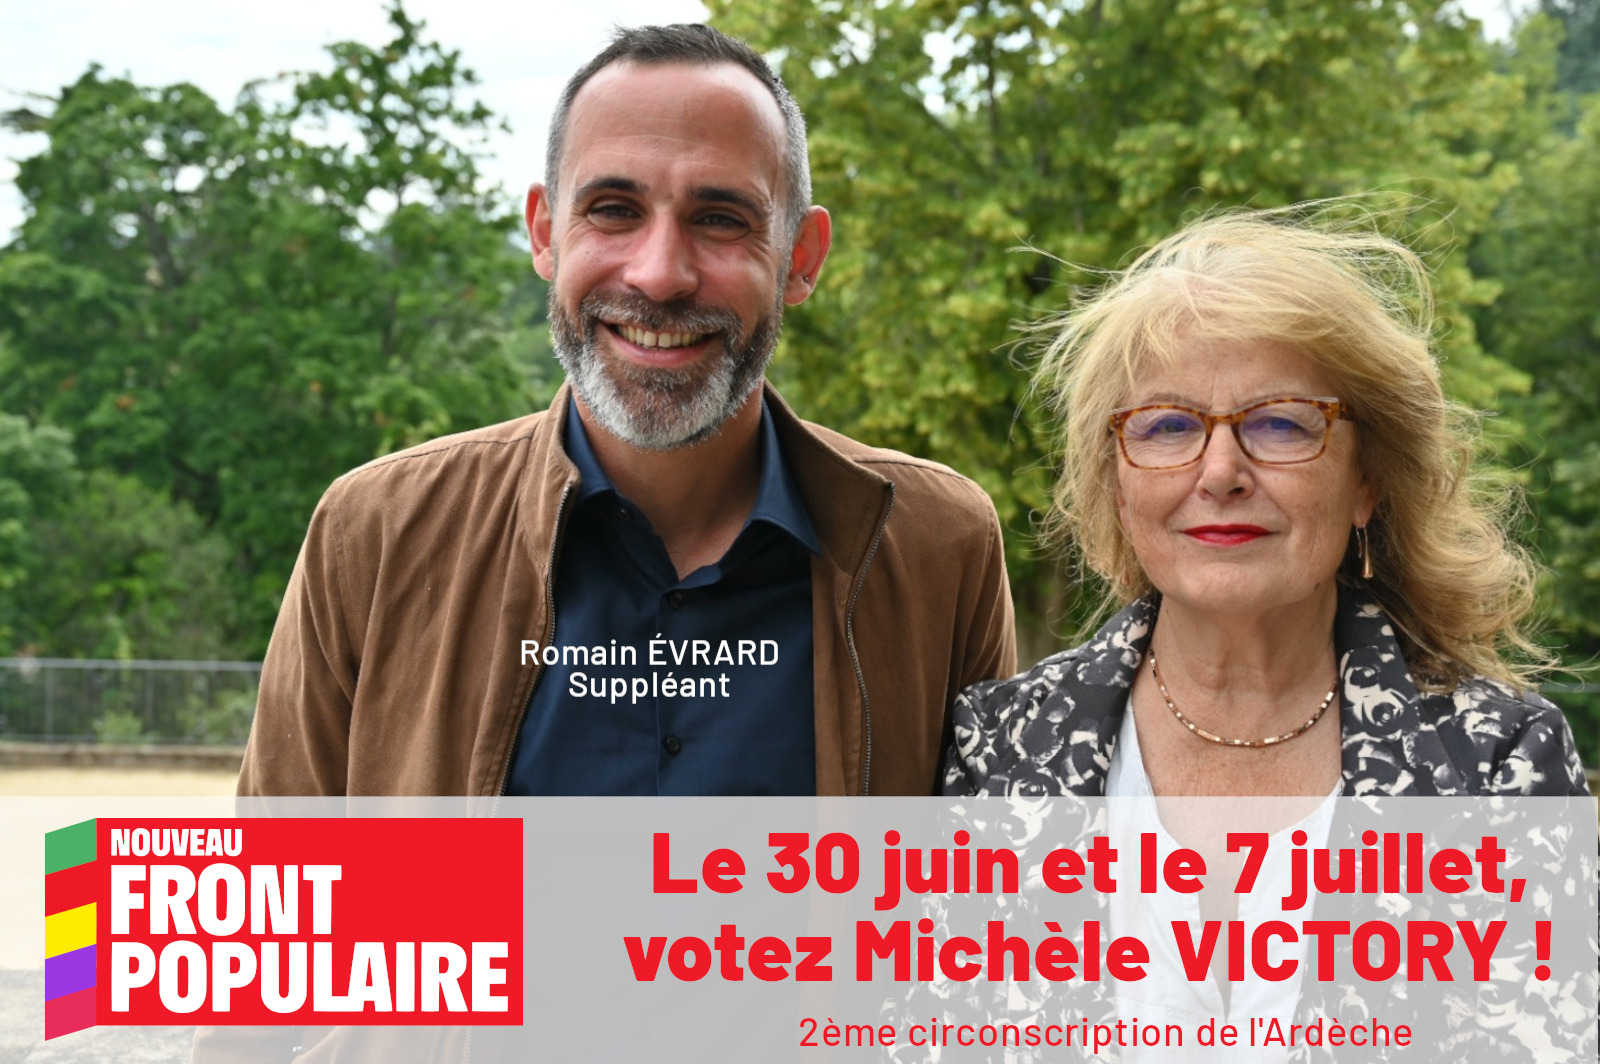 Romain ÉVRARD
Suppléant
NOUVEAU
FRONT
POPULAIRE
Le 30 juin et le 7 juillet,
votez Michèle VICTORY !
2ème circonscription de l'Ardèche